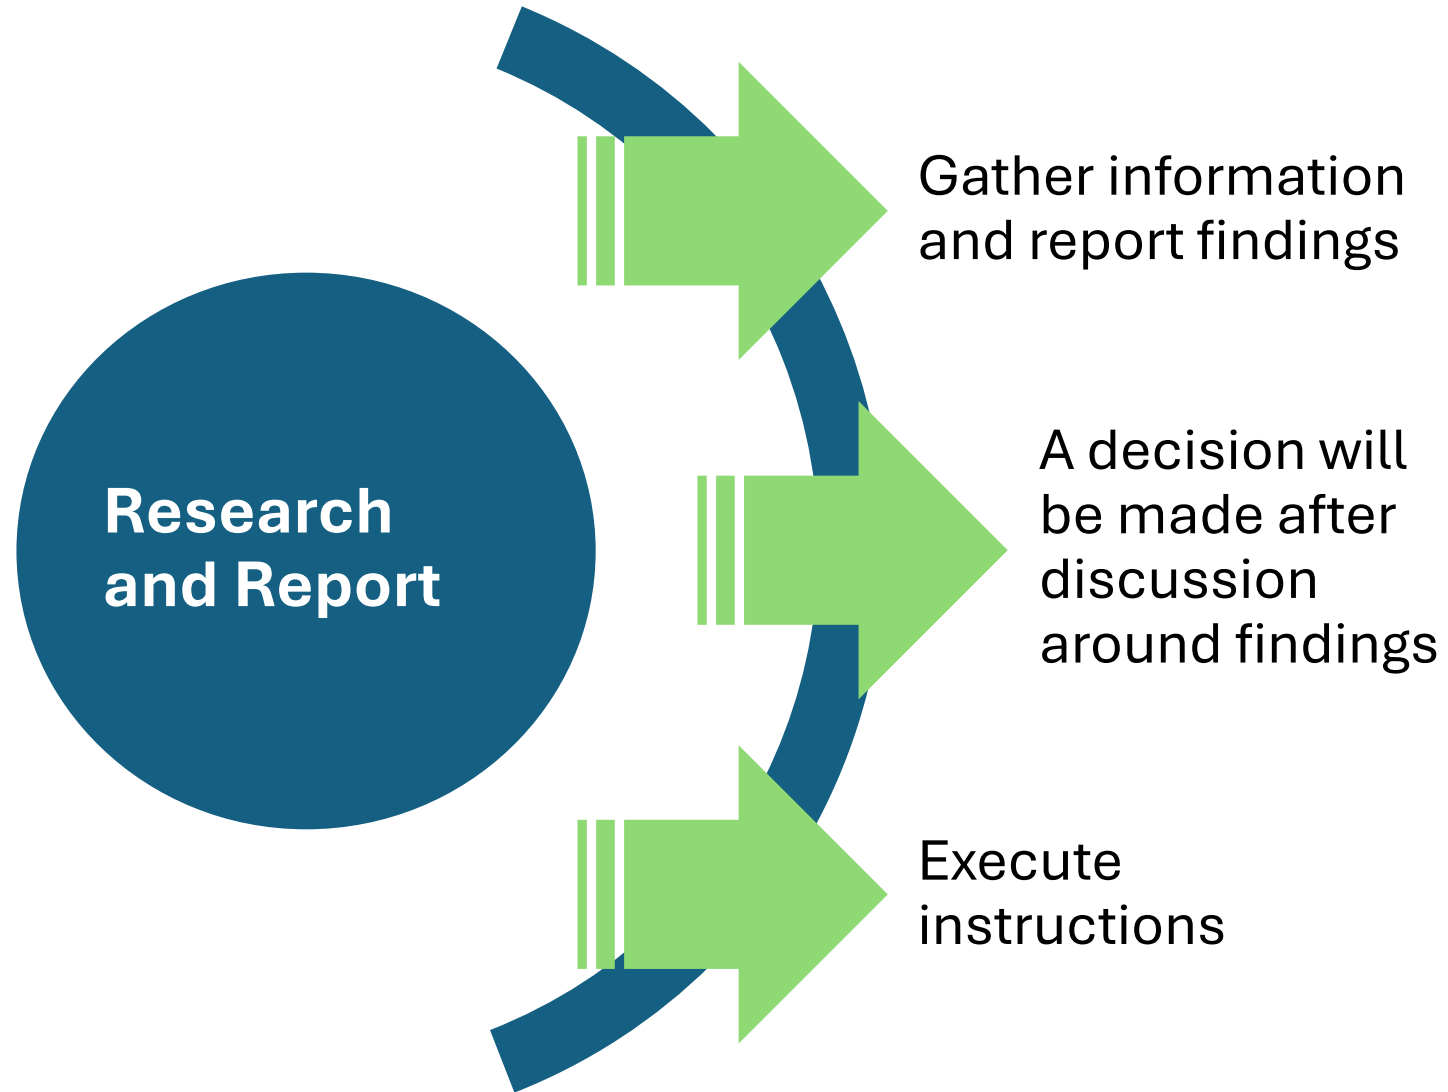 Gather information
and report findings
Research
and Report
A decision will
be made after
discussion
around findings
Execute
instructions